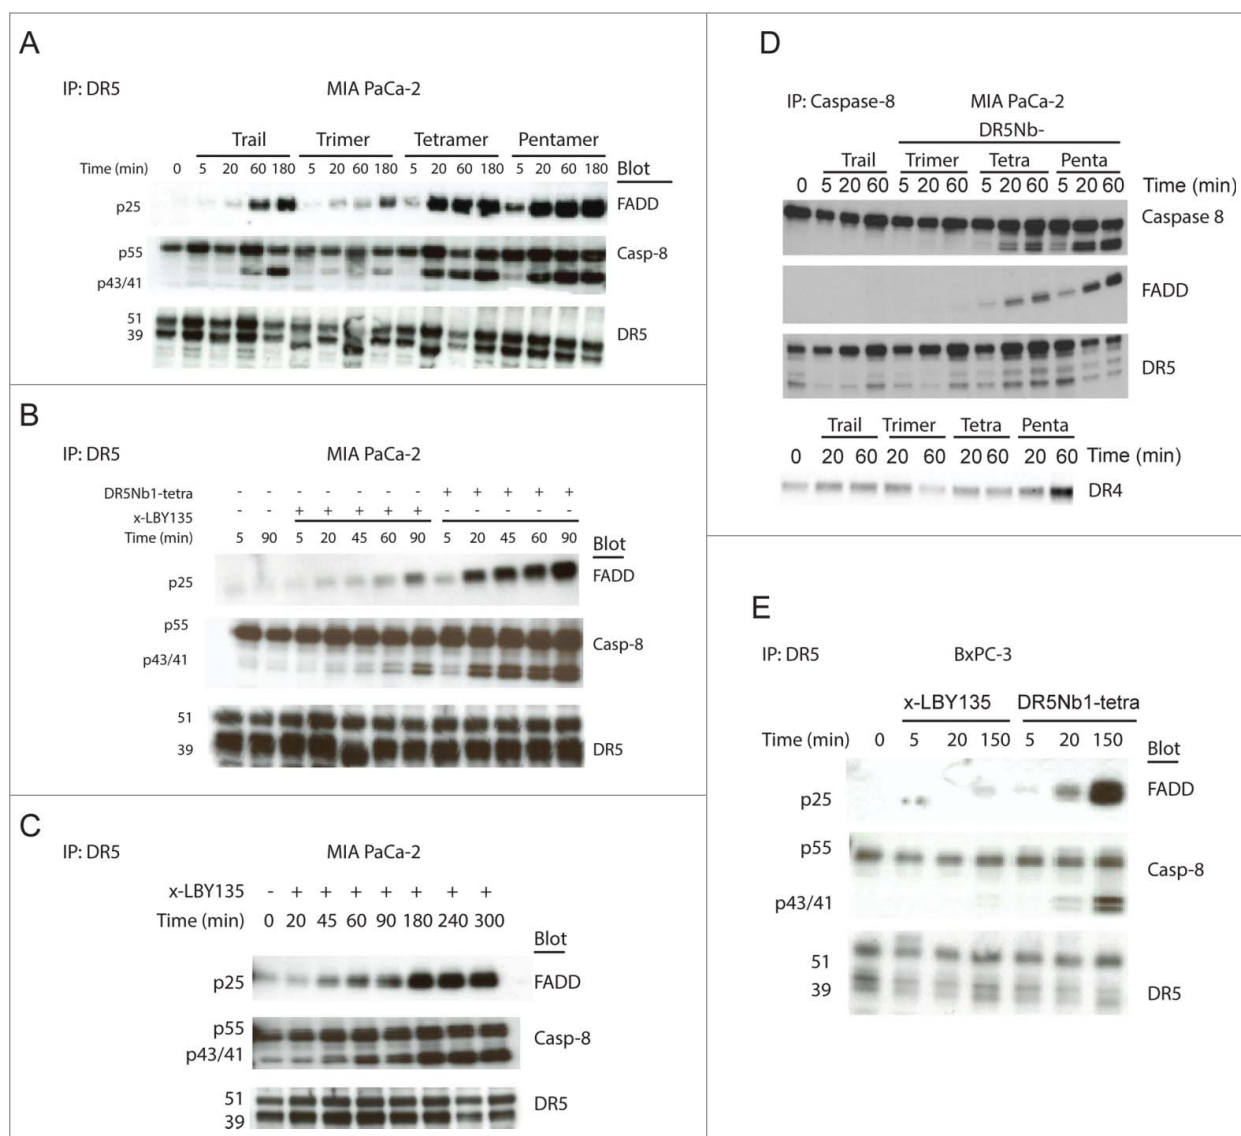 A
IP: DR5 MIA PaCa-2
Trail Trimer Tetramer Pentamer
Time (min) 0 5 20 60 180 5 20 60 180 5 20 60 180 5 20 60 180 Blot
p25 FADD
p55 Casp-8
p43/41
51
39 DR5
B
IP: DR5 MIA PaCa-2
DR5Nb1-tetra - - - - - - - + + + + +
x-LBY135 - - + + + + + - - - - -
Time (min) 5 90 5 20 45 60 90 5 20 45 60 90 Blot
p25 FADD
p55 Casp-8
p43/41
51
39 DR5
C
IP: DR5 MIA PaCa-2
x-LBY135 - + + + + + + +
Time (min) 0 20 45 60 90 180 240 300
Blot
p25 FADD
p55 Casp-8
p43/41
51 DR5
39
D
IP: Caspase-8 MIA PaCa-2
DR5Nb-
Trail Trimer Tetra Penta
0 5 20 60 5 20 60 5 20 60 5 20 60 Time (min)
Caspase 8
FADD
DR5
Trail Trimer Tetra Penta
0 20 60 20 60 20 60 20 60 Time (min)
DR4
E
IP: DR5 BxPC-3
x-LBY135 DR5Nb1-tetra
Time (min) 0 5 20 150 5 20 150 Blot
p25 FADD
p55 Casp-8
p43/41
51
39 DR5